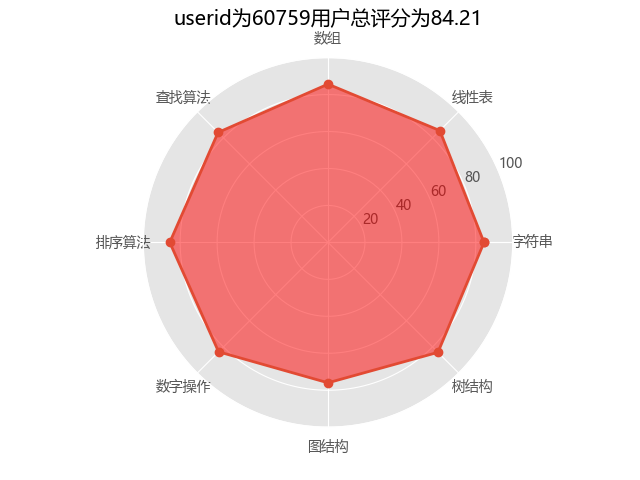 userid为60759用户总评分为84.21
数组
查找算法
线性表
100
80
60
40
20
排序算法
字符串
数字操作
树结构
图结构